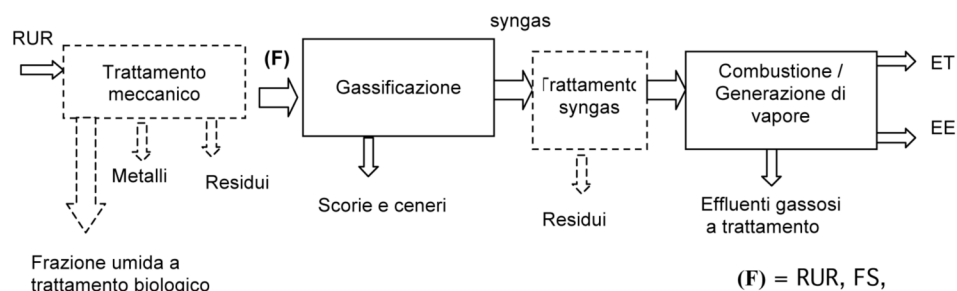 syngas
RUR
(F)
Trattamento
meccanico
Gassificazione
Trattamento
syngas
Combustione /
Generazione di
vapore
ET
EE
Metalli
Residui
Scorie e ceneri
Residui
Effluenti gassosi
a trattamento
Frazione umida a
trattamento biologico
(F) = RUR, FS,